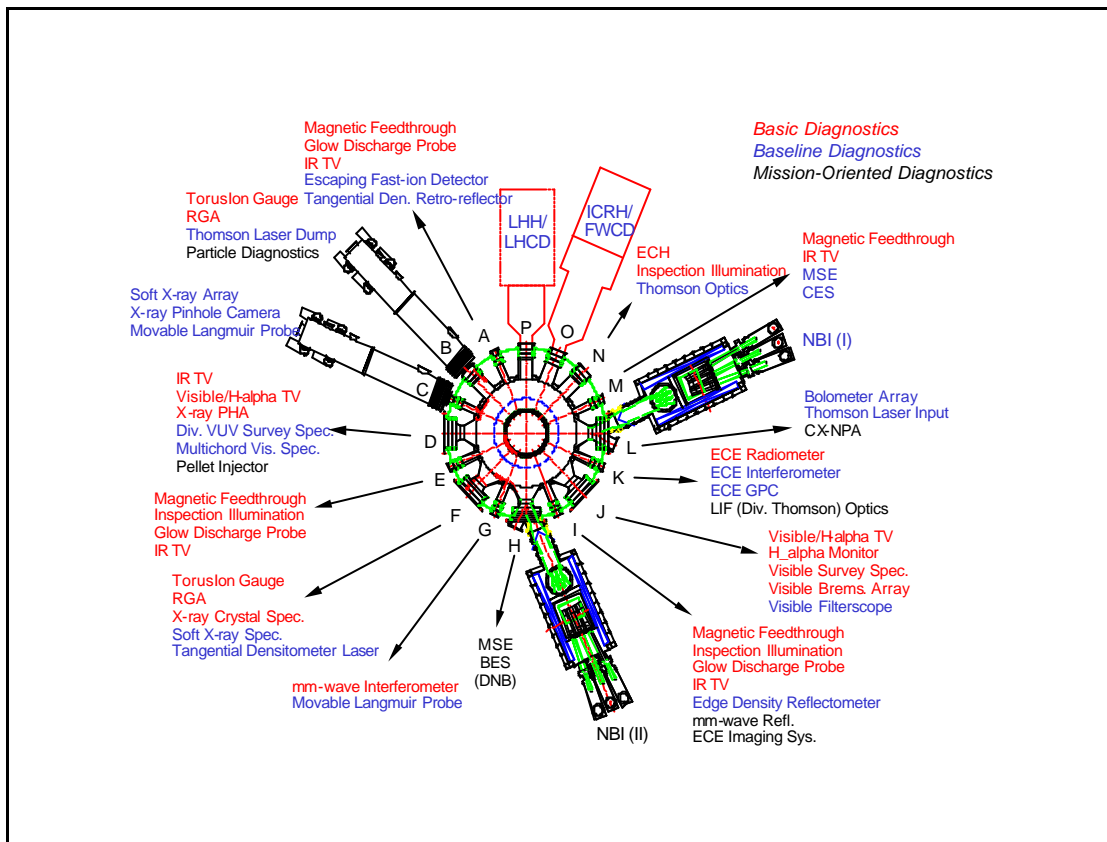 Magnetic Feedthrough
Glow Discharge Probe
IR TV
Escaping Fast-ion Detector
Tangential Den. Retro-reflector
Basic Diagnostics
Baseline Diagnostics
Mission-Oriented Diagnostics
TorusIon Gauge
RGA
Thomson Laser Dump
Particle Diagnostics
LHH/
LHCD
ICRH/
FWCD
ECH
Inspection Illumination
Thomson Optics
Magnetic Feedthrough
IR TV
MSE
CES
Soft X-ray Array
X-ray Pinhole Camera
Movable Langmuir Probe
NBI (I)
A
B
C
D
E
F
G
H
I
J
K
L
M
N
O
P
IR TV
Visible/H-alpha TV
X-ray PHA
Div. VUV Survey Spec.
Multichord Vis. Spec.
Pellet Injector
Bolometer Array
Thomson Laser Input
CX-NPA
ECE Radiometer
ECE Interferometer
ECE GPC
LIF (Div. Thomson) Optics
Magnetic Feedthrough
Inspection Illumination
Glow Discharge Probe
IR TV
Visible/H-alpha TV
H_alpha Monitor
Visible Survey Spec.
Visible Brems. Array
Visible Filterscope
TorusIon Gauge
RGA
X-ray Crystal Spec.
Soft X-ray Spec.
Tangential Densitometer Laser
mm-wave Interferometer
Movable Langmuir Probe
MSE
BES
(DNB)
NBI (II)
Magnetic Feedthrough
Inspection Illumination
Glow Discharge Probe
IR TV
Edge Density Reflectometer
mm-wave Refl.
ECE Imaging Sys.